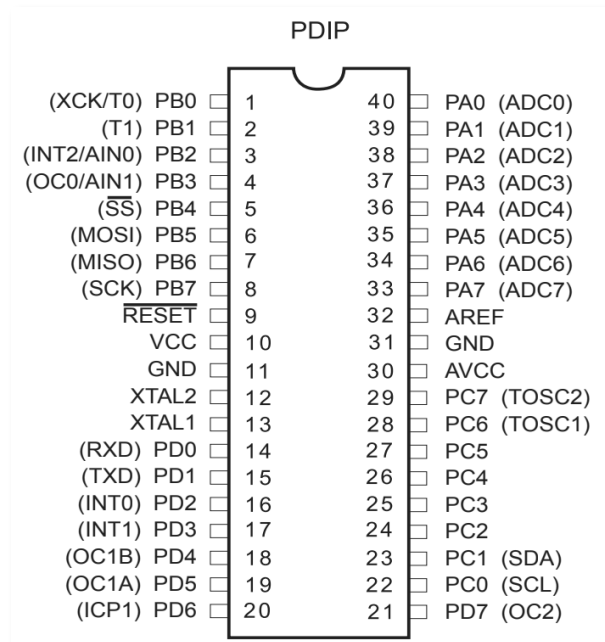 PDIP
(XCK/T0) PB0 1 40 PA0 (ADC0)
(T1) PB1 2 39 PA1 (ADC1)
(INT2/AIN0) PB2 3 38 PA2 (ADC2)
(OC0/AIN1) PB3 4 37 PA3 (ADC3)
(SS) PB4 5 36 PA4 (ADC4)
(MOSI) PB5 6 35 PA5 (ADC5)
(MISO) PB6 7 34 PA6 (ADC6)
(SCK) PB7 8 33 PA7 (ADC7)
RESET 9 32 AREF
VCC 10 31 GND
GND 11 30 AVCC
XTAL2 12 29 PC7 (TOSC2)
XTAL1 13 28 PC6 (TOSC1)
(RXD) PD0 14 27 PC5
(TXD) PD1 15 26 PC4
(INT0) PD2 16 25 PC3
(INT1) PD3 17 24 PC2
(OC1B) PD4 18 23 PC1 (SDA)
(OC1A) PD5 19 22 PC0 (SCL)
(ICP1) PD6 20 21 PD7 (OC2)